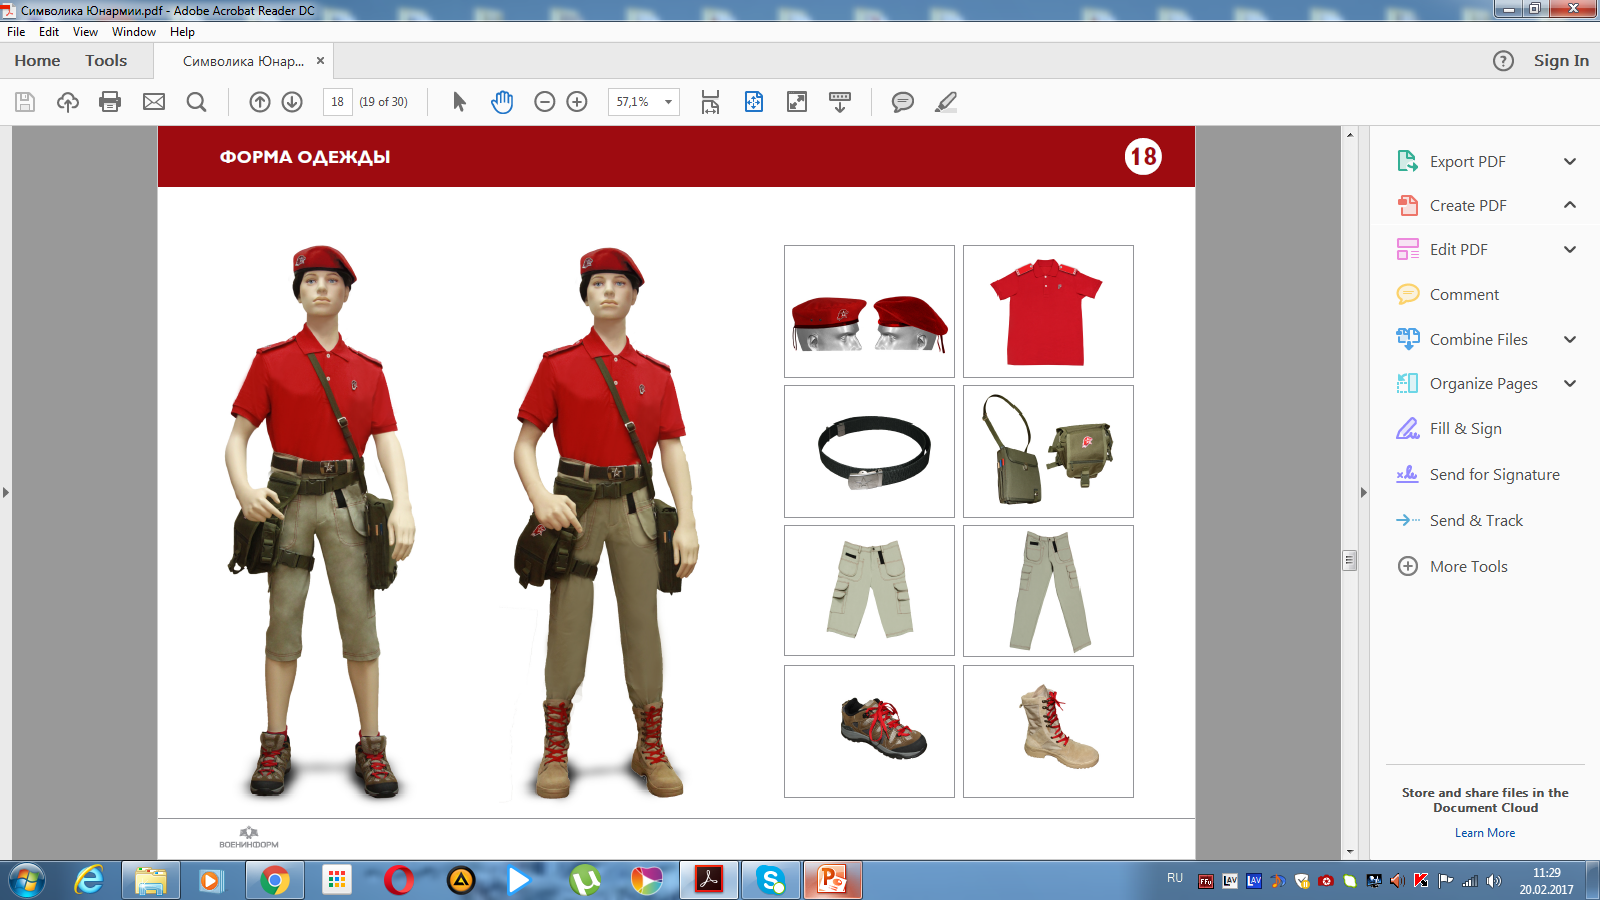 Символика Юнармии.pdf - Adobe Acrobat Reader DC
File Edit View Window Help
Home Tools Символика Юнар... × Sign In
18 (19 of 30) 57,1%
ФОРМА ОДЕЖДЫ 18
Export PDF
Create PDF
Edit PDF
Comment
Combine Files
Organize Pages
Fill & Sign
Send for Signature
Send & Track
More Tools
Store and share files in the
Document Cloud
Learn More
ВОЕНИНФОРМ
RU
11:29
20.02.2017